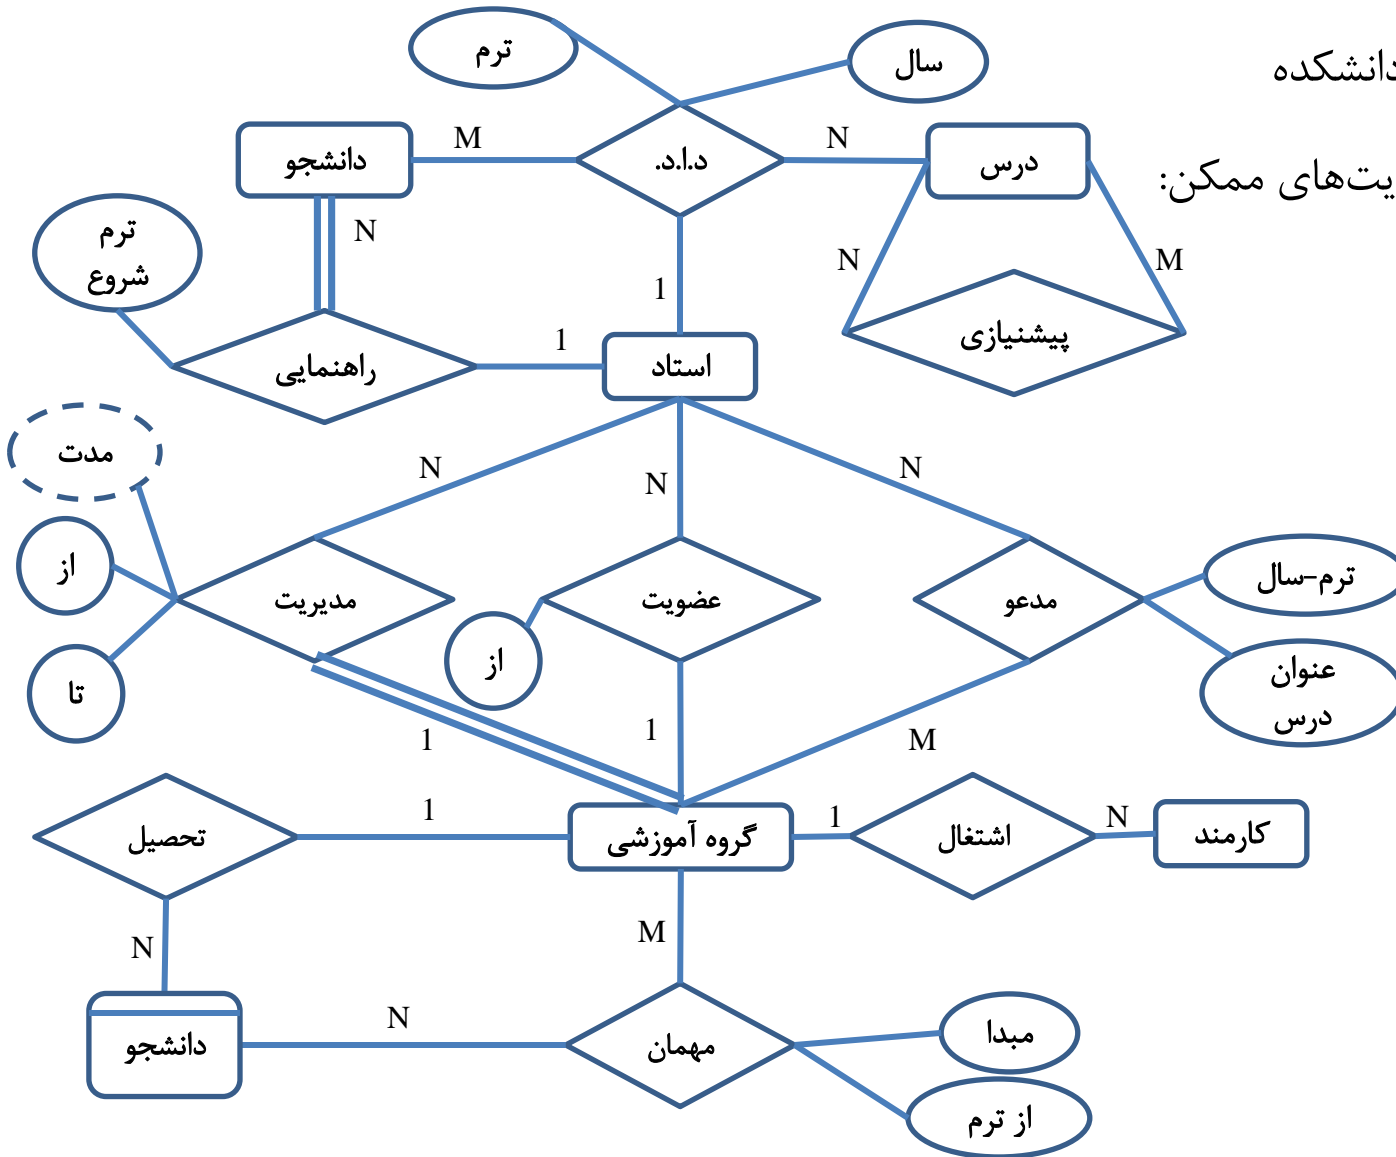 دانشکده
یت‌های ممکن:
ترم
سال
دانشجو
M
د.ا.د.
N
درس
ترم
شروع
N
1
N
M
پیشنیازی
راهنمایی
1
استاد
مدت
N
N
N
از
مدیریت
عضویت
مدعو
ترم-سال
تا
از
عنوان
درس
1
1
M
تحصیل
1
گروه آموزشی
1
اشتغال
N
کارمند
N
M
دانشجو
N
مهمان
مبدا
از ترم